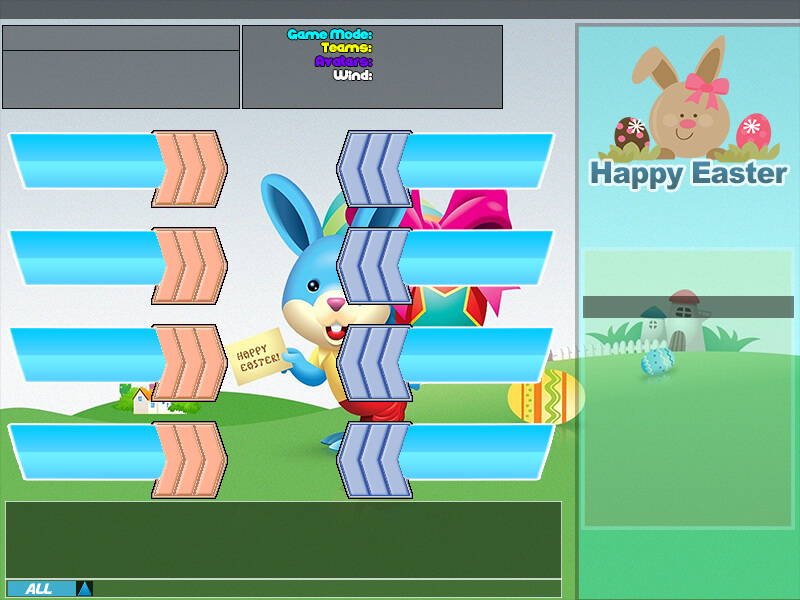 Game Mode:
Teams:
Avatars:
Wind:
Happy Easter
HAPPY
EASTER!
ALL